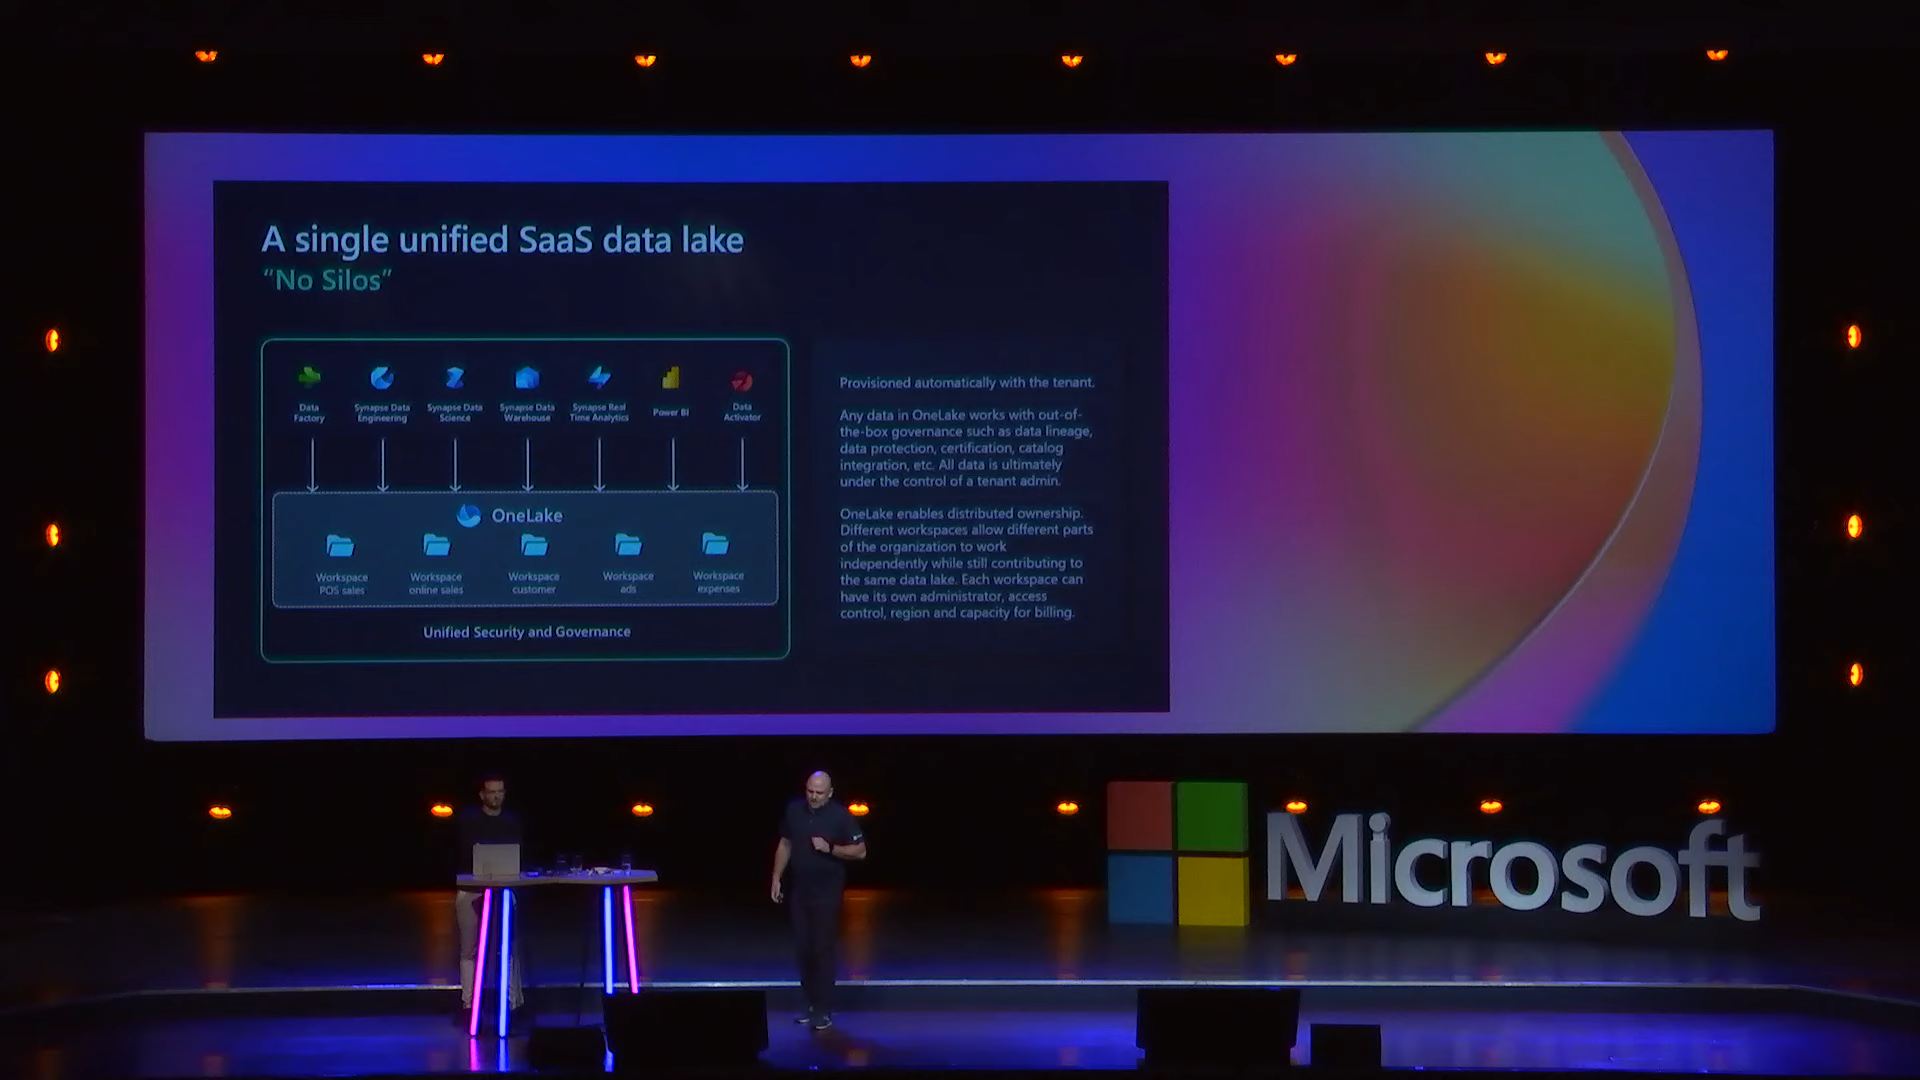 A single unified SaaS data lake
“No Silos”
Data
Factory
Synapse Data
Engineering
Synapse Data
Science
Synapse Data
Warehouse
Synapse Real
Time Analytics
Power BI
Data
Activator
OneLake
Workspace
POS sales
Workspace
online sales
Workspace
customer
Workspace
ads
Workspace
expenses
Unified Security and Governance
Provisioned automatically with the tenant.
Any data in OneLake works with out-of-
the-box governance such as data lineage,
data protection, certification, catalog
integration, etc. All data is ultimately
under the control of a tenant admin.
OneLake enables distributed ownership.
Different workspaces allow different parts
of the organization to work
independently while still contributing to
the same data lake. Each workspace can
have its own administrator, access
control, region and capacity for billing.
Microsoft